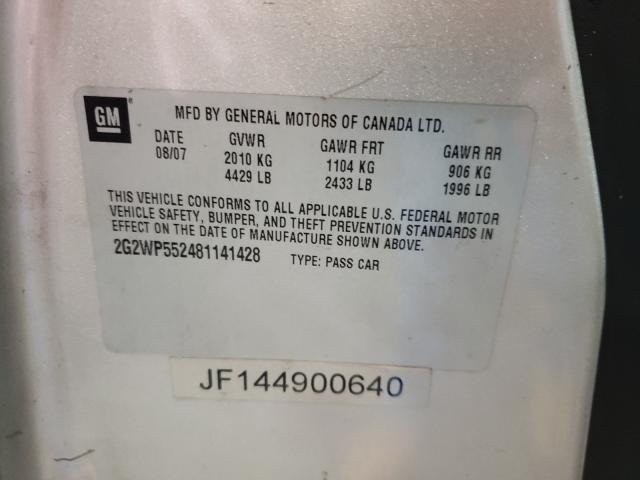 GM
MFD BY GENERAL MOTORS OF CANADA LTD.
DATE GVWR GAWR FRT GAWR RR
08/07 2010 KG 1104 KG 906 KG
4429 LB 2433 LB 1996 LB
THIS VEHICLE CONFORMS TO ALL APPLICABLE U.S. FEDERAL MOTOR
VEHICLE SAFETY, BUMPER, AND THEFT PREVENTION STANDARDS IN
EFFECT ON THE DATE OF MANUFACTURE SHOWN ABOVE.
2G2WP552481141428 TYPE: PASS CAR
JF144900640